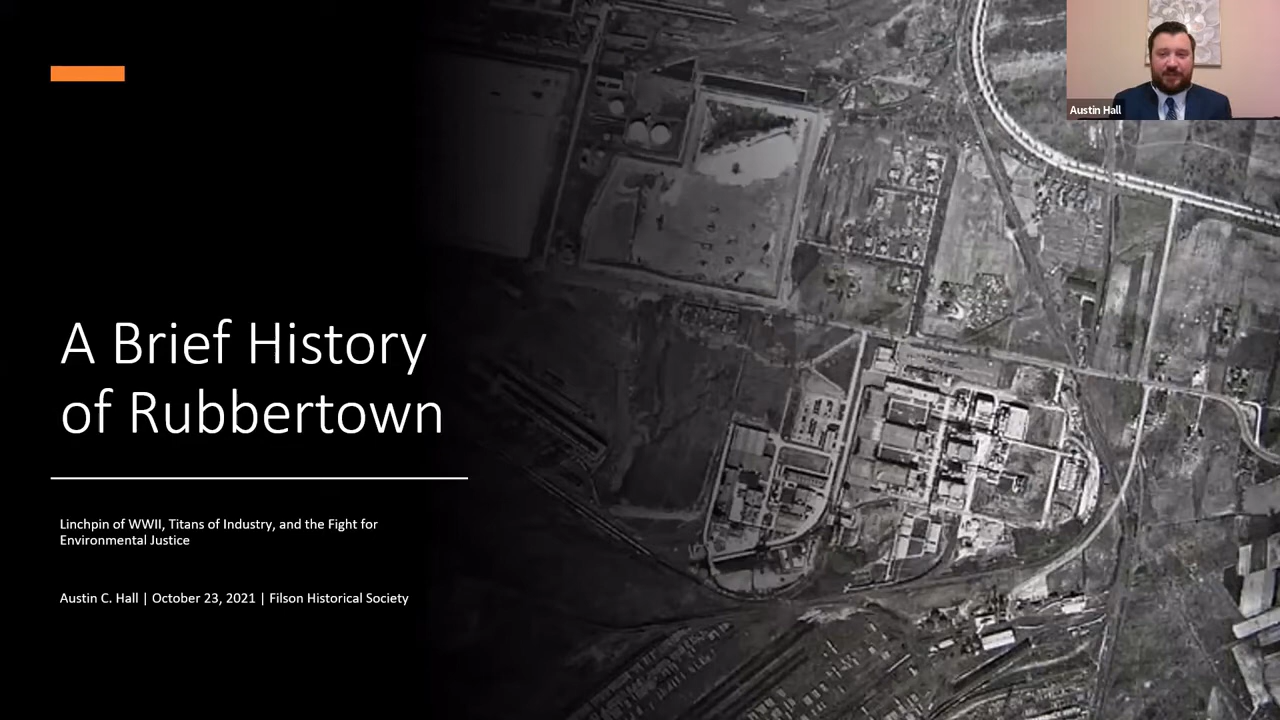 Austin Hall
A Brief History
of Rubbertown
Linchpin of WWII, Titans of Industry, and the Fight for
Environmental Justice
Austin C. Hall | October 23, 2021 | Filson Historical Society